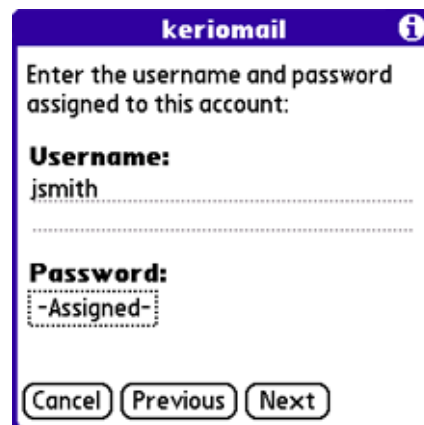 keriomail
Enter the username and password
assigned to this account:
Username:
jsmith
Password:
-Assigned-
Cancel Previous Next